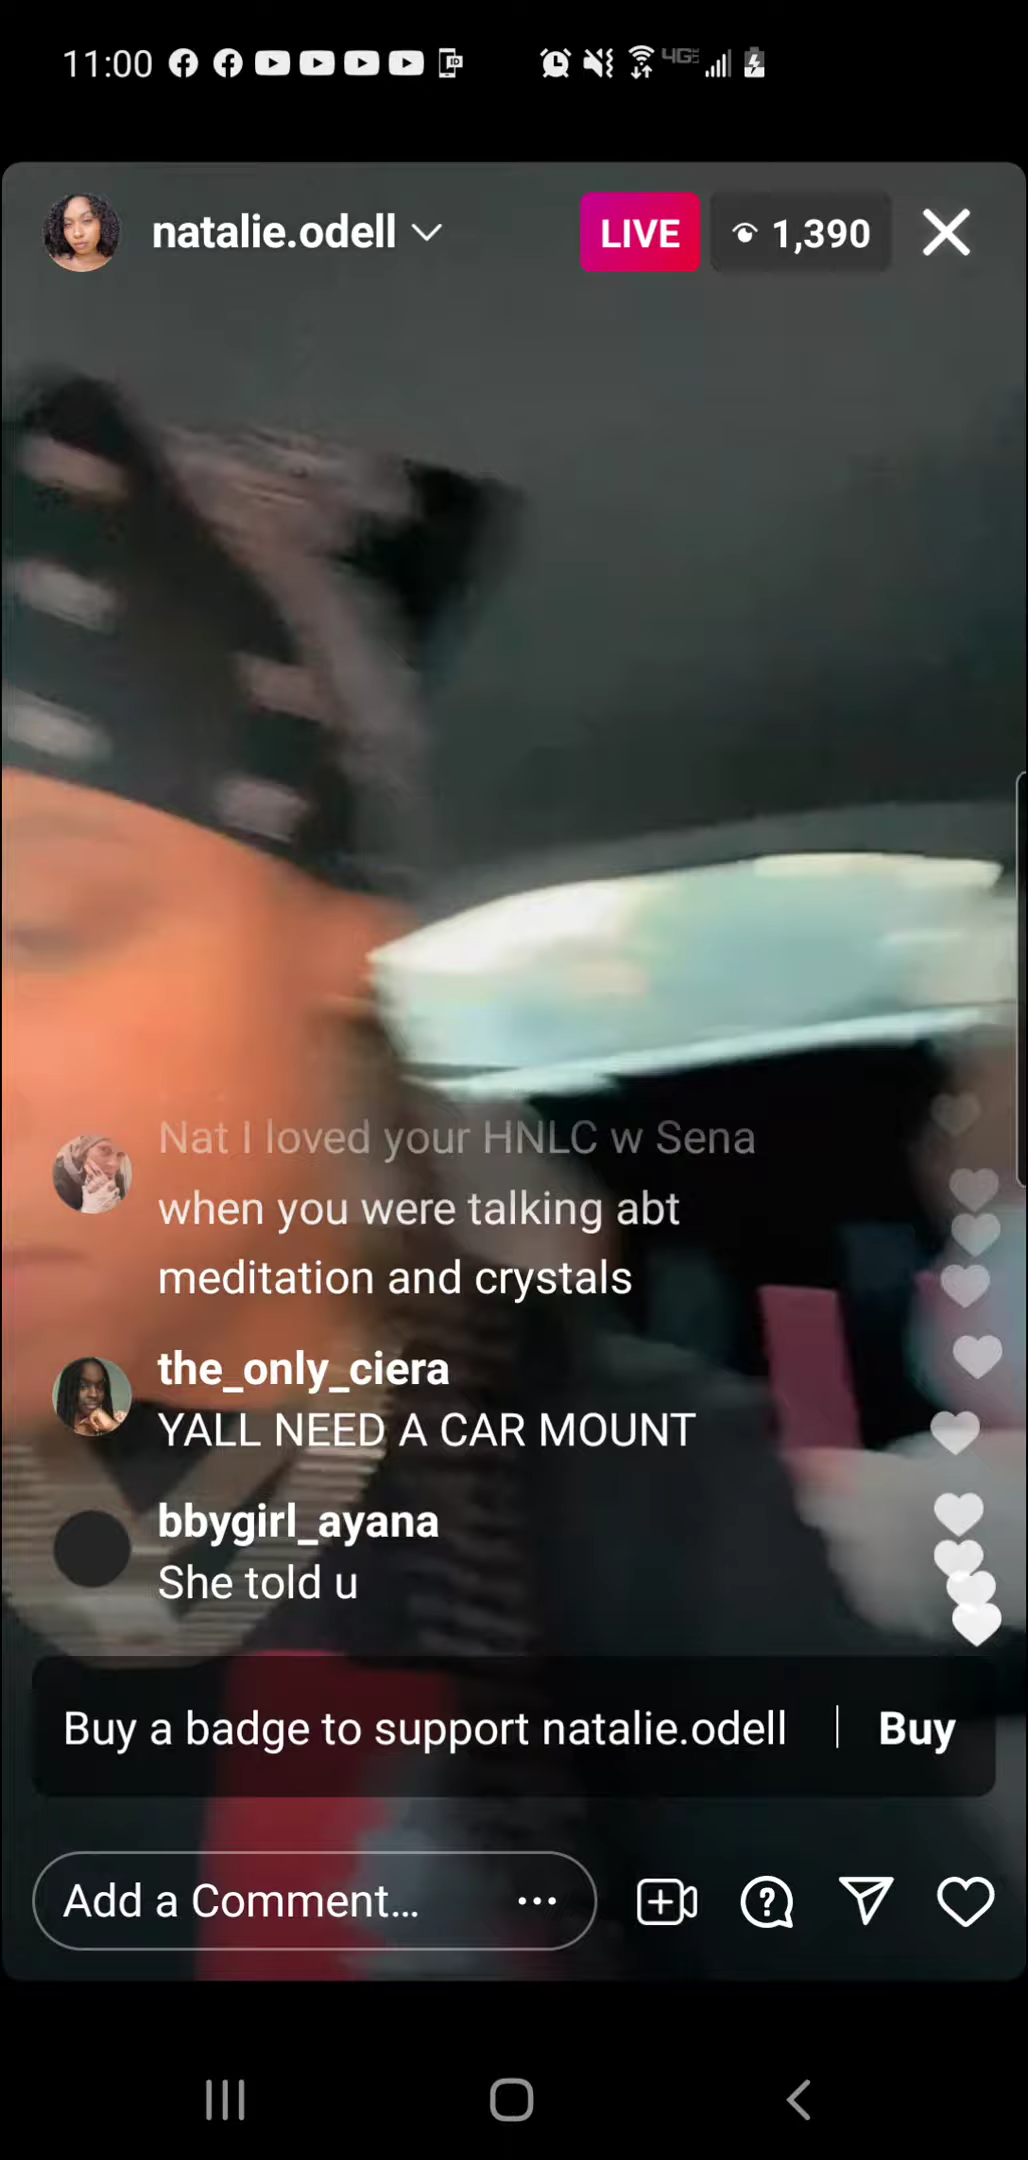 11:00
natalie.odell
LIVE
1,390
Nat I loved your HNLC w Sena
when you were talking abt
meditation and crystals
the_only_ciera
YALL NEED A CAR MOUNT
bbygirl_ayana
She told u
Buy a badge to support natalie.odell | Buy
Add a Comment...